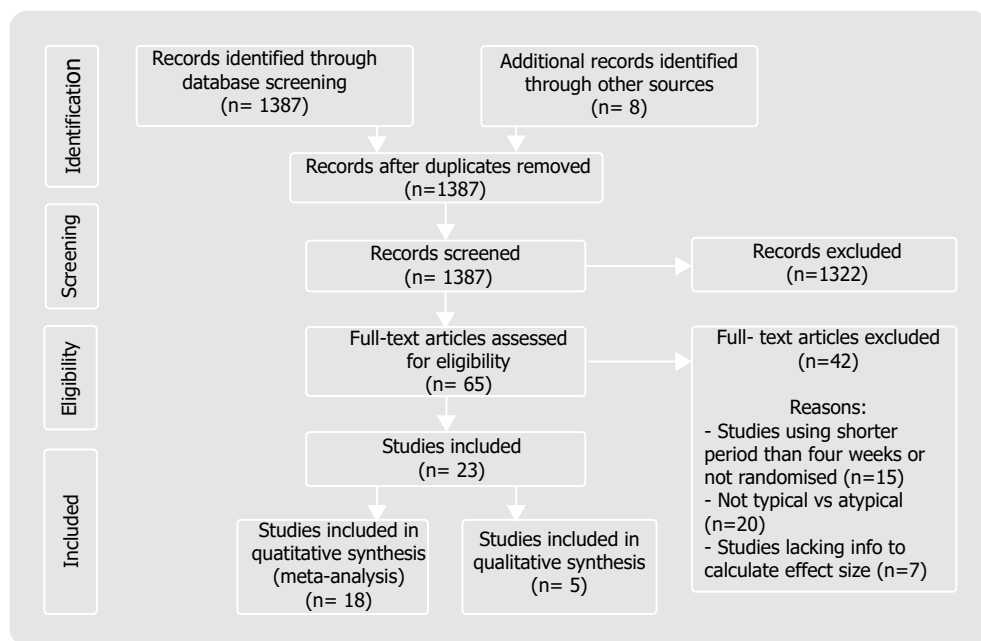 Identification
Records identified through
database screening
(n= 1387)
Additional records identified
through other sources
(n= 8)
Records after duplicates removed
(n=1387)
Screening
Records screened
(n= 1387)
Records excluded
(n=1322)
Eligibility
Full-text articles assessed
for eligibility
(n= 65)
Full- text articles excluded
(n=42)
Reasons:
- Studies using shorter
period than four weeks or
not randomised (n=15)
- Not typical vs atypical
(n=20)
- Studies lacking info to
calculate effect size (n=7)
Included
Studies included
(n= 23)
Studies included in
quatitative synthesis
(meta-analysis)
(n= 18)
Studies included in
qualitative synthesis
(n= 5)